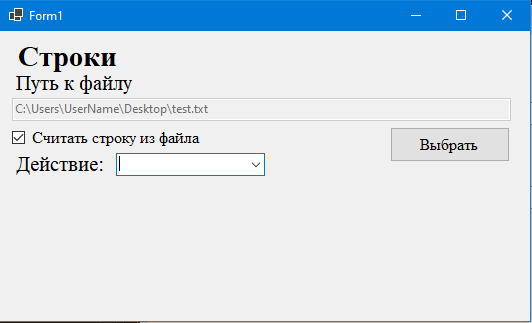 Form1
Строки
Путь к файлу
C:\Users\UserName\Desktop\test.txt
Считать строку из файла
Выбрать
Действие: